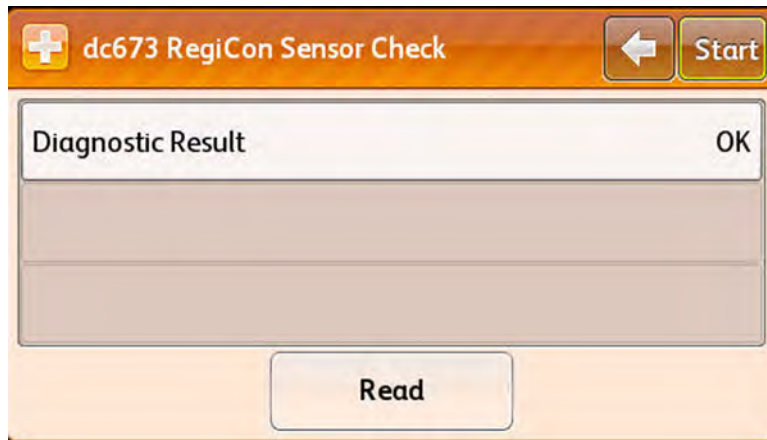 dc673 RegiCon Sensor Check
Start
Diagnostic Result OK
Read